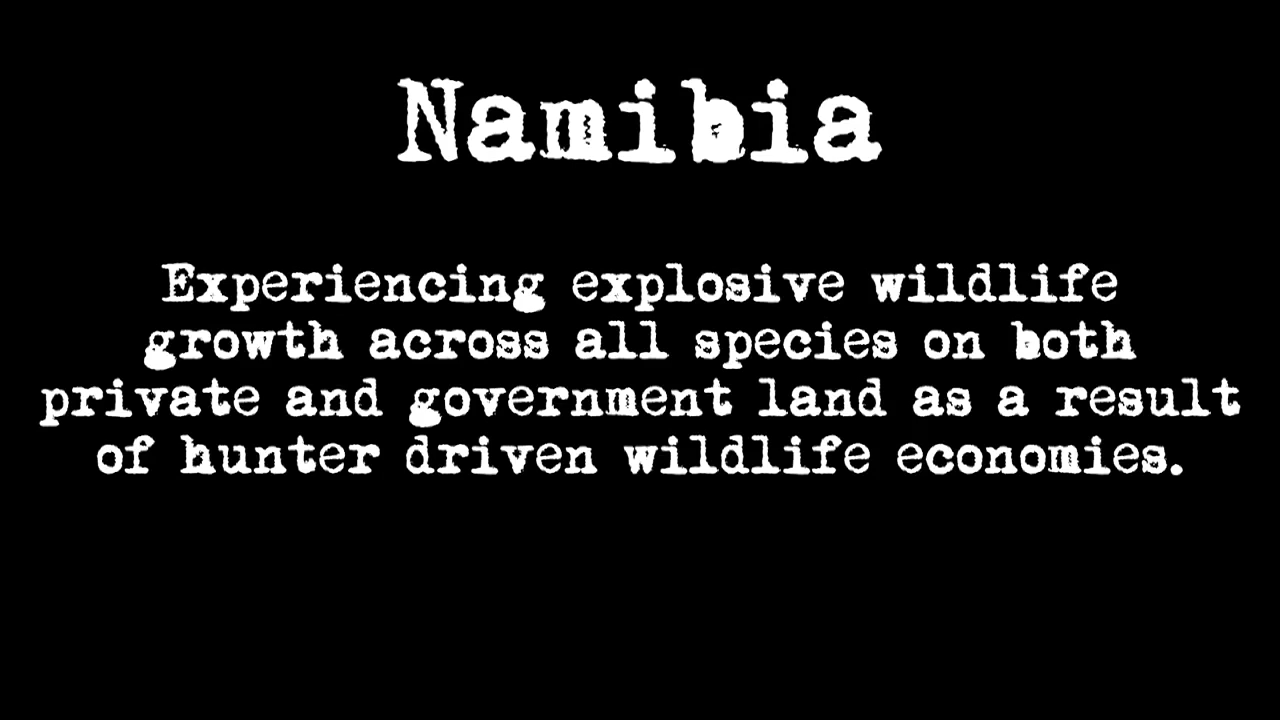 Namibia
Experiencing explosive wildlife
growth across all species on both
private and government land as a result
of hunter driven wildlife economies.